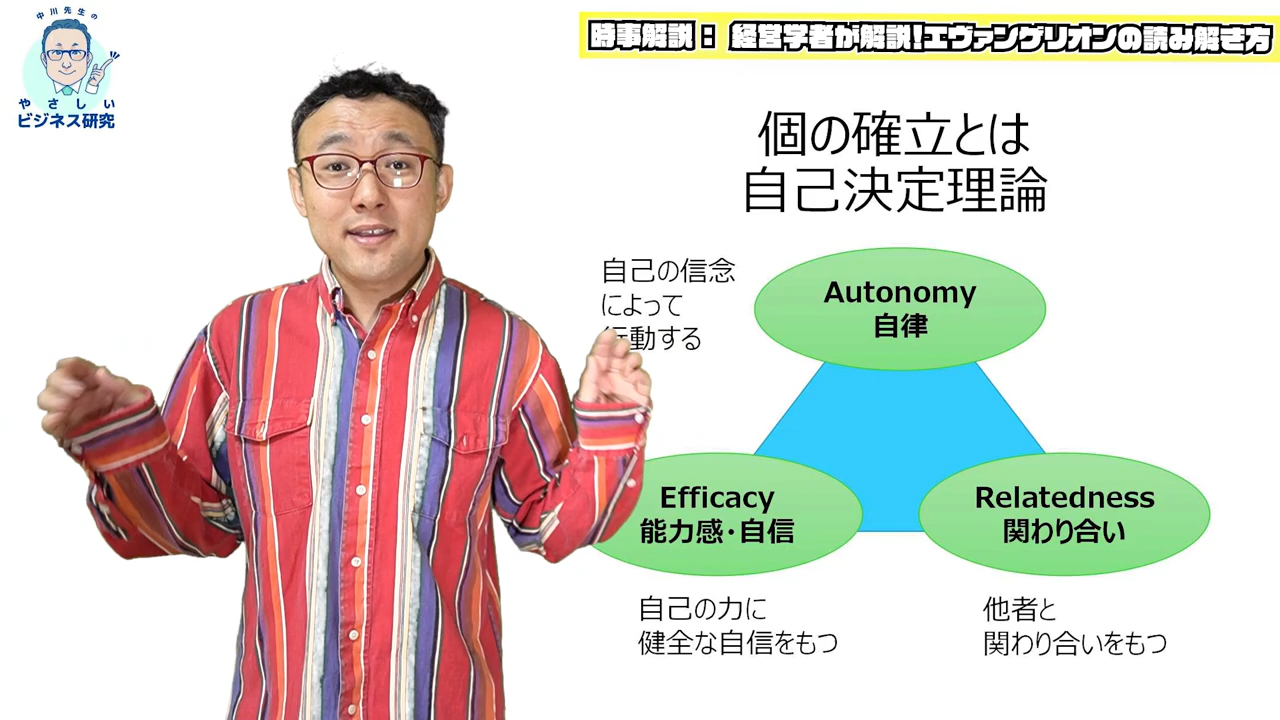 中川先生の
やさしい
ビジネス研究
時事解説： 経営学者が解説！エヴァンゲリオンの読み解き方
個の確立とは
自己決定理論
自己の信念
によって
行動する
Autonomy
自律
Efficacy
能力感・自信
Relatedness
関わり合い
自己の力に
健全な自信をもつ
他者と
関わり合いをもつ